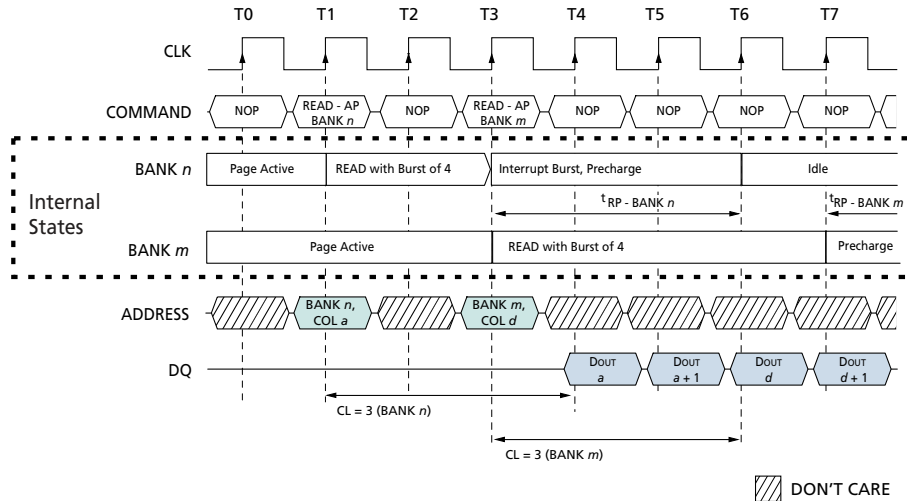 T0 T1 T2 T3 T4 T5 T6 T7
CLK
COMMAND NOP READ - AP BANK n NOP READ - AP BANK m NOP NOP NOP NOP
Internal States
BANK n Page Active READ with Burst of 4 Interrupt Burst, Precharge Idle
tRP - BANK n tRP - BANK m
BANK m Page Active READ with Burst of 4 Precharge
ADDRESS BANK n, COL a BANK m, COL d
DQ DOUT a DOUT a + 1 DOUT d DOUT d + 1
CL = 3 (BANK n)
CL = 3 (BANK m)
DON'T CARE